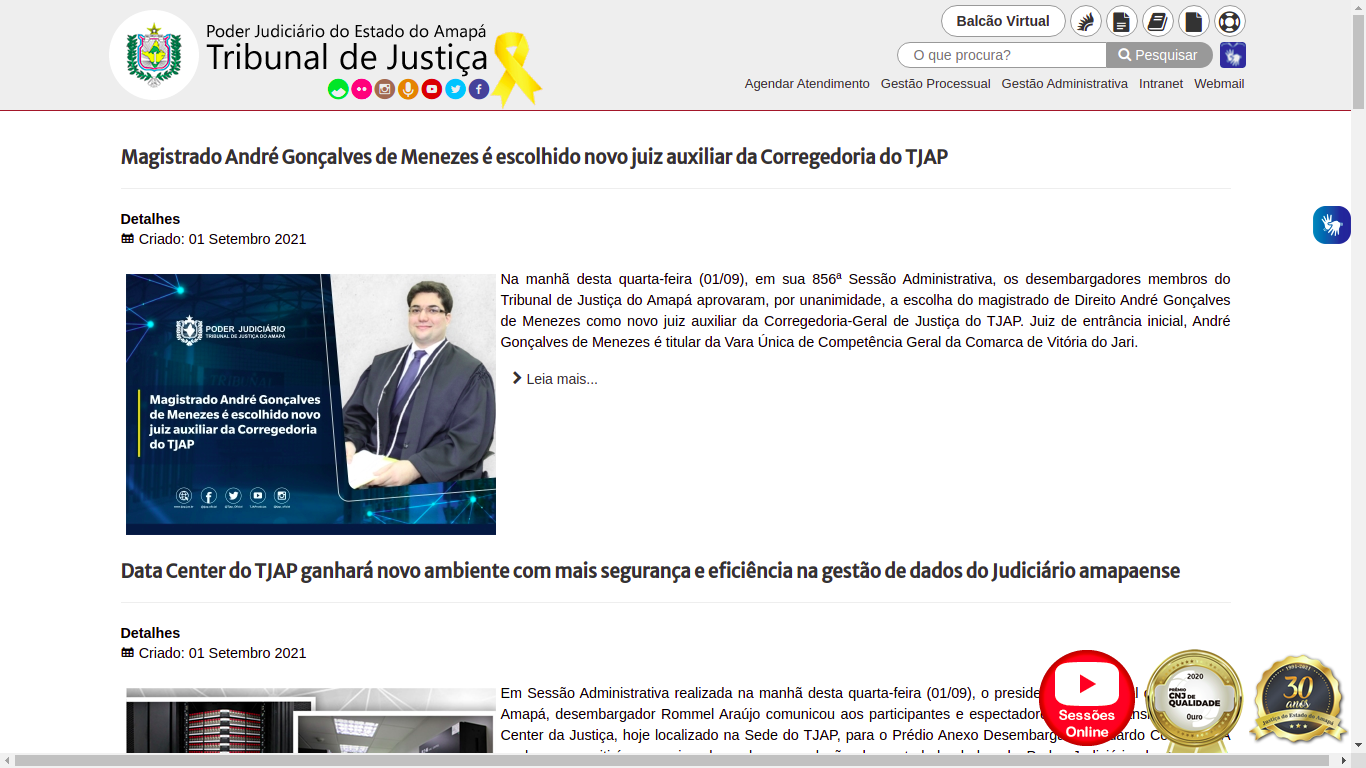 Poder Judiciário do Estado do Amapá
Tribunal de Justiça
Balcão Virtual
O que procura?
Pesquisar
Agendar Atendimento Gestão Processual Gestão Administrativa Intranet Webmail
Magistrado André Gonçalves de Menezes é escolhido novo juiz auxiliar da Corregedoria do TJAP
Detalhes
Criado: 01 Setembro 2021
PODER JUDICIÁRIO
TRIBUNAL DE JUSTIÇA DO AMAPÁ
TRIBUNAL
Magistrado André Gonçalves
de Menezes é escolhido novo
juiz auxiliar da Corregedoria
do TJAP
Na manhã desta quarta-feira (01/09), em sua 856ª Sessão Administrativa, os desembargadores membros do
Tribunal de Justiça do Amapá aprovaram, por unanimidade, a escolha do magistrado de Direito André Gonçalves
de Menezes como novo juiz auxiliar da Corregedoria-Geral de Justiça do TJAP. Juiz de entrância inicial, André
Gonçalves de Menezes é titular da Vara Única de Competência Geral da Comarca de Vitória do Jari.
Leia mais...
Data Center do TJAP ganhará novo ambiente com mais segurança e eficiência na gestão de dados do Judiciário amapaense
Detalhes
Criado: 01 Setembro 2021
Em Sessão Administrativa realizada na manhã desta quarta-feira (01/09), o
Amapá, desembargador Rommel Araújo comunicou aos participantes e
Center da Justiça, hoje localizado na Sede do TJAP, para o Prédio Anexo
Sessões
Online
2020
PRÊMIO
CNJ DE
QUALIDADE
Ouro
1991-2021
30
anos
Justiça do Estado do Amapá